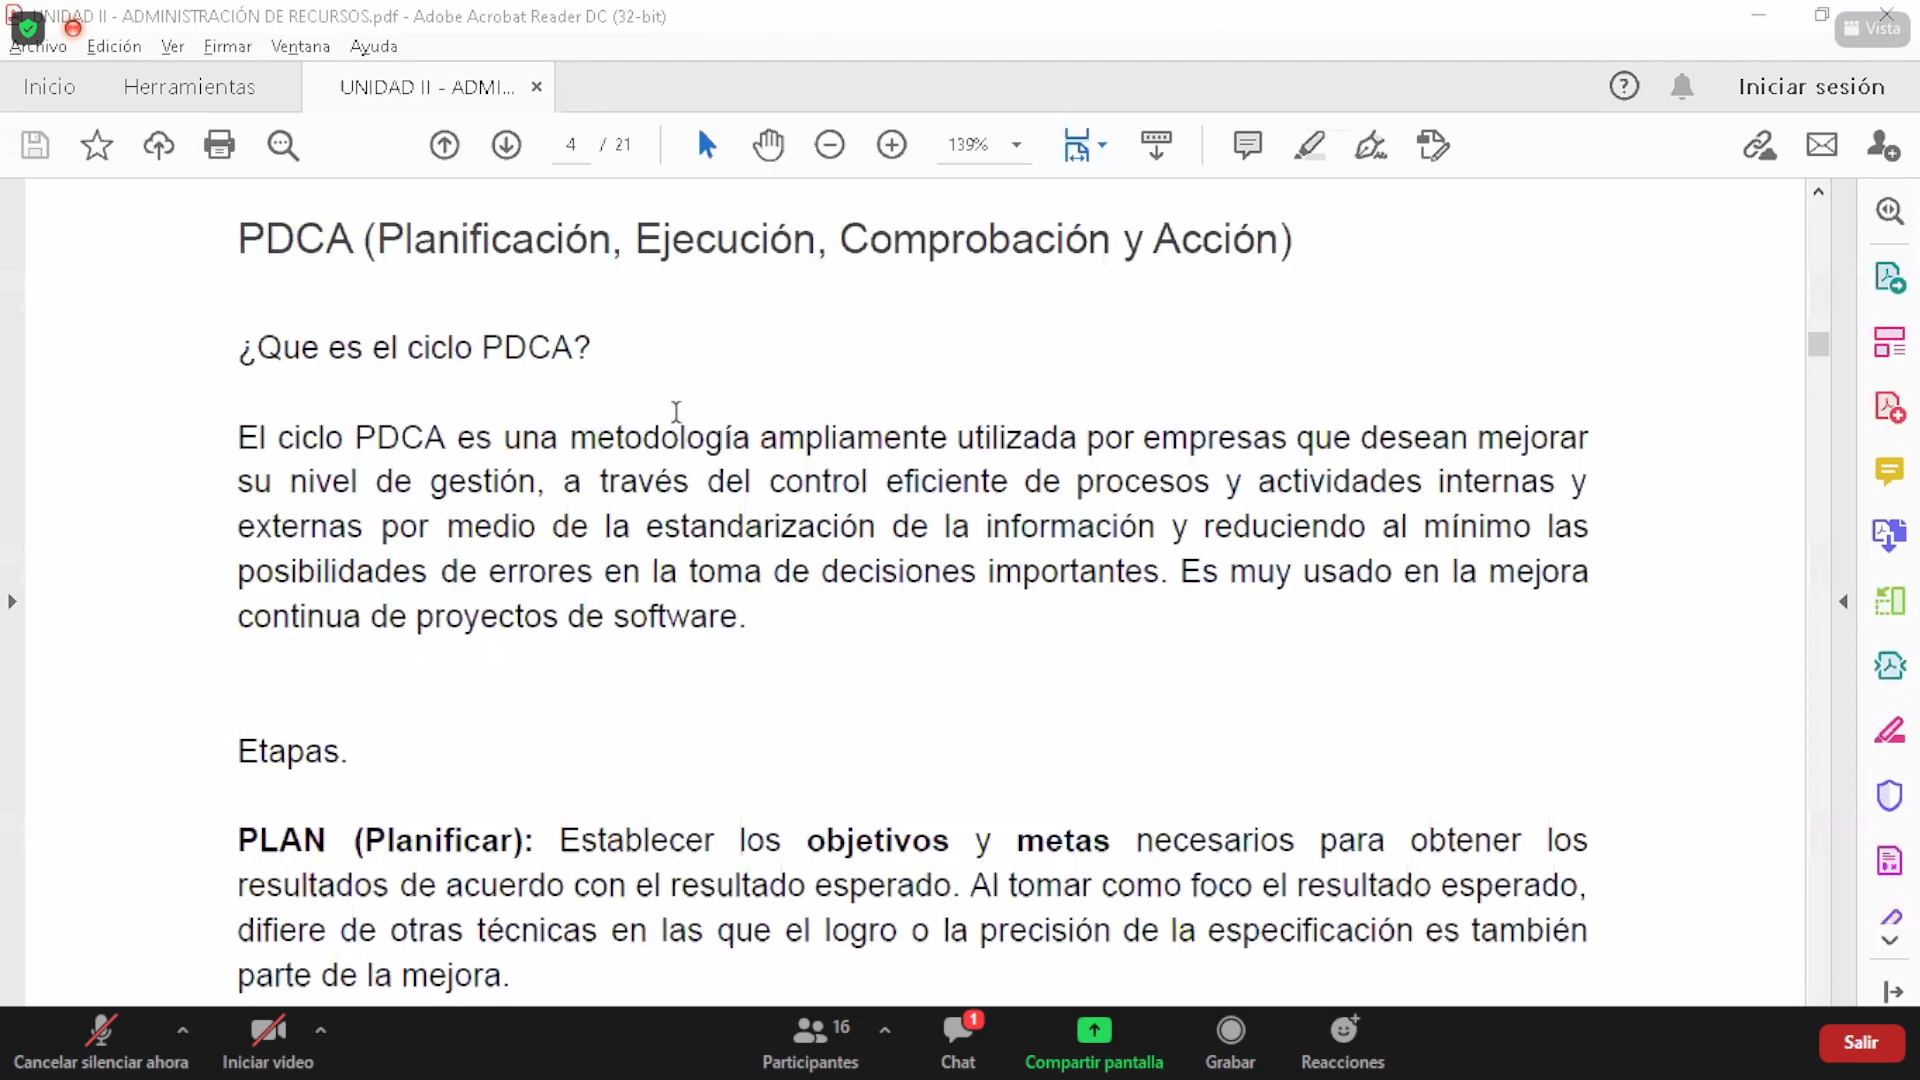 UNIDAD II - ADMINISTRACIÓN DE RECURSOS.pdf - Adobe Acrobat Reader DC (32-bit)
Vista
Archivo Edición Ver Firmar Ventana Ayuda
Inicio Herramientas UNIDAD II - ADMI... × Iniciar sesión
4 / 21 139%
PDCA (Planificación, Ejecución, Comprobación y Acción)
¿Que es el ciclo PDCA?
El ciclo PDCA es una metodología ampliamente utilizada por empresas que desean mejorar
su nivel de gestión, a través del control eficiente de procesos y actividades internas y
externas por medio de la estandarización de la información y reduciendo al mínimo las
posibilidades de errores en la toma de decisiones importantes. Es muy usado en la mejora
continua de proyectos de software.
Etapas.
PLAN (Planificar): Establecer los objetivos y metas necesarios para obtener los
resultados de acuerdo con el resultado esperado. Al tomar como foco el resultado esperado,
difiere de otras técnicas en las que el logro o la precisión de la especificación es también
parte de la mejora.
16 1
Cancelar silenciar ahora Iniciar video Participantes Chat Compartir pantalla Grabar Reacciones Salir